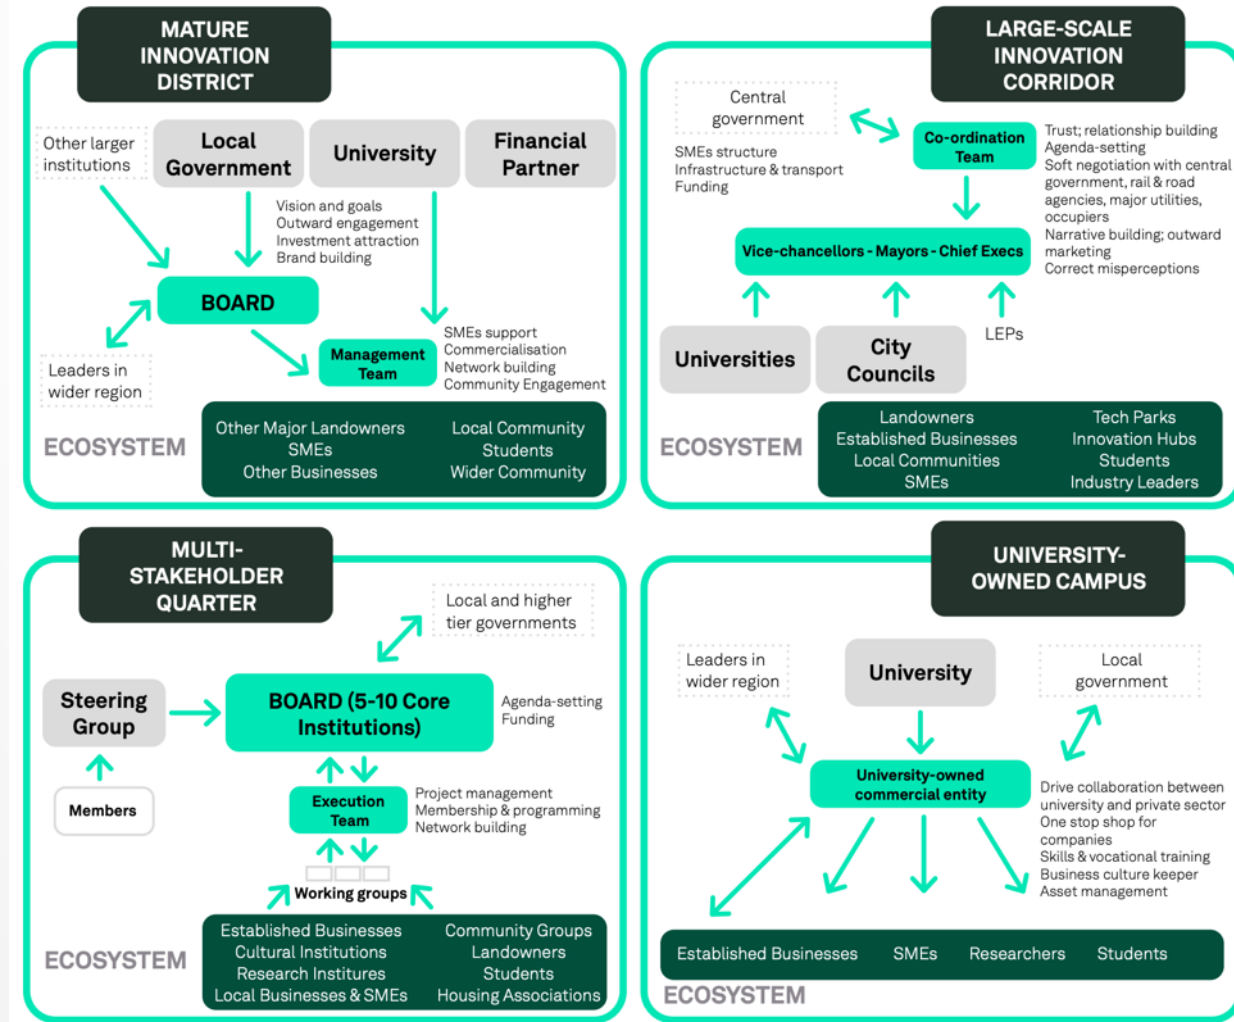 MATURE
INNOVATION
DISTRICT
Other larger
institutions
Local
Government
University
Financial
Partner
Vision and goals
Outward engagement
Investment attraction
Brand building
BOARD
Leaders in
wider region
Management
Team
SMEs support
Commercialisation
Network building
Community Engagement
ECOSYSTEM
Other Major Landowners
SMEs
Other Businesses
Local Community
Students
Wider Community
LARGE-SCALE
INNOVATION
CORRIDOR
Central
government
SMEs structure
Infrastructure & transport
Funding
Co-ordination
Team
Trust; relationship building
Agenda-setting
Soft negotiation with central
government, rail & road
agencies, major utilities,
occupiers
Narrative building; outward
marketing
Correct misperceptions
Vice-chancellors - Mayors - Chief Execs
Universities
City
Councils
LEPs
ECOSYSTEM
Landowners
Established Businesses
Local Communities
SMEs
Tech Parks
Innovation Hubs
Students
Industry Leaders
MULTI-
STAKEHOLDER
QUARTER
Local and higher
tier governments
Steering
Group
BOARD (5-10 Core
Institutions)
Agenda-setting
Funding
Members
Execution
Team
Project management
Membership & programming
Network building
Working groups
ECOSYSTEM
Established Businesses
Cultural Institutions
Research Institures
Local Businesses & SMEs
Community Groups
Landowners
Students
Housing Associations
UNIVERSITY-
OWNED CAMPUS
Leaders in
wider region
University
Local
government
University-owned
commercial entity
Drive collaboration between
university and private sector
One stop shop for
companies
Skills & vocational training
Business culture keeper
Asset management
Established Businesses
SMEs
Researchers
Students
ECOSYSTEM